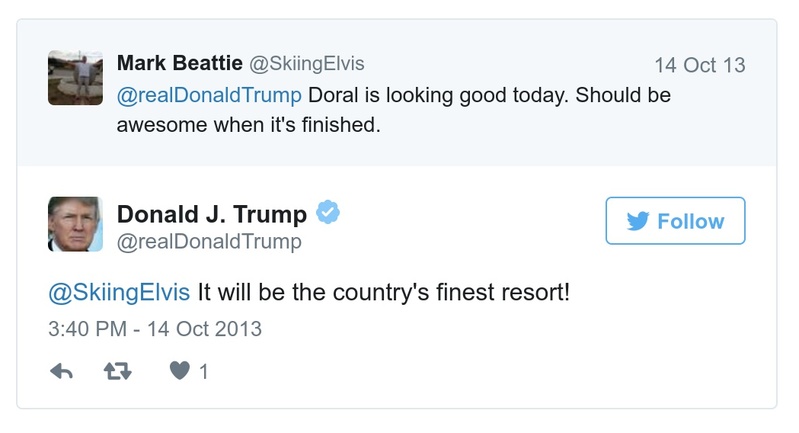 Mark Beattie @SkiingElvis 14 Oct 13
@realDonaldTrump Doral is looking good today. Should be
awesome when it's finished.
Donald J. Trump
@realDonaldTrump
Follow
@SkiingElvis It will be the country's finest resort!
3:40 PM - 14 Oct 2013
1